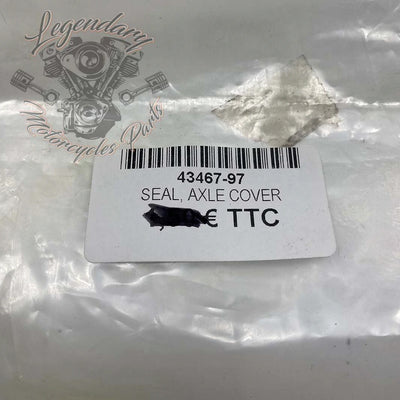 Legendary
Motorcycles Parts
43467-97
SEAL, AXLE COVER
€ TTC